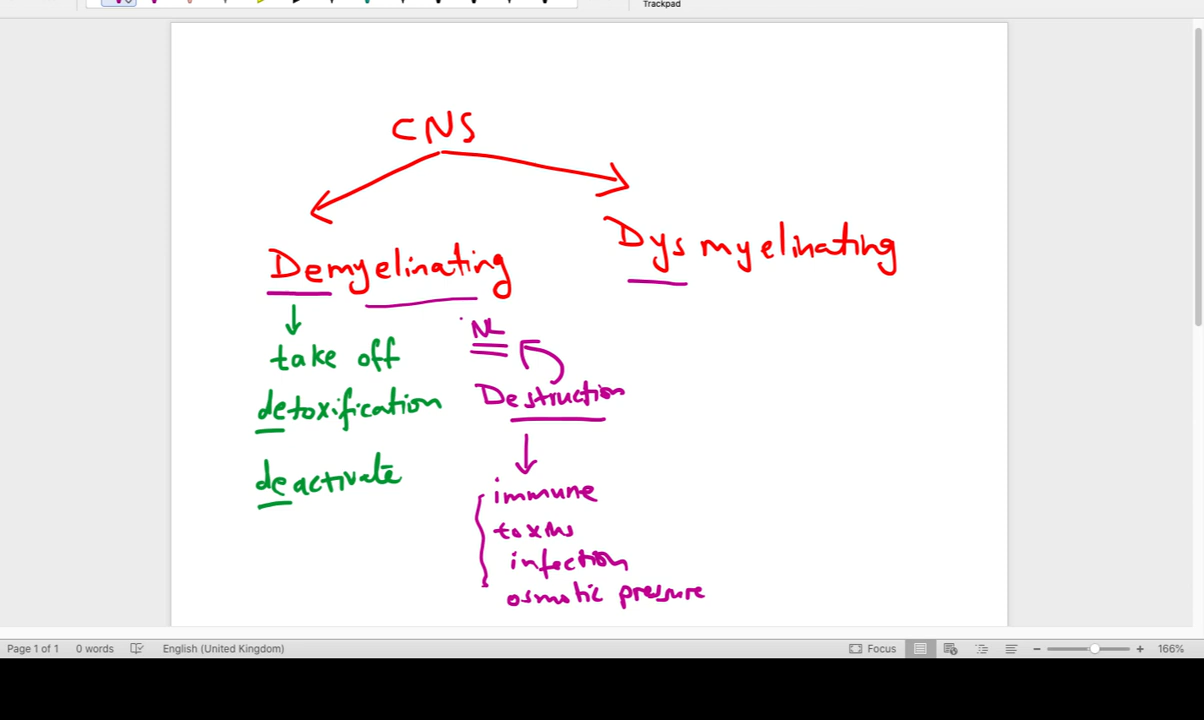 Trackpad
CNS
Demyelinating
Dysmyelinating
take off
detoxification
deactivate
NL
Destruction
immune
toxins
infection
osmotic pressure
Page 1 of 1
0 words
English (United Kingdom)
Focus
166%